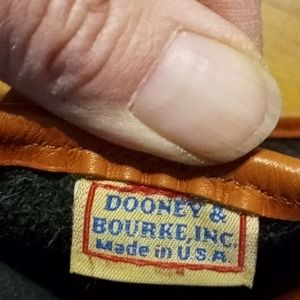 DOONEY &
BOURKE, INC.
Made in U.S.A.